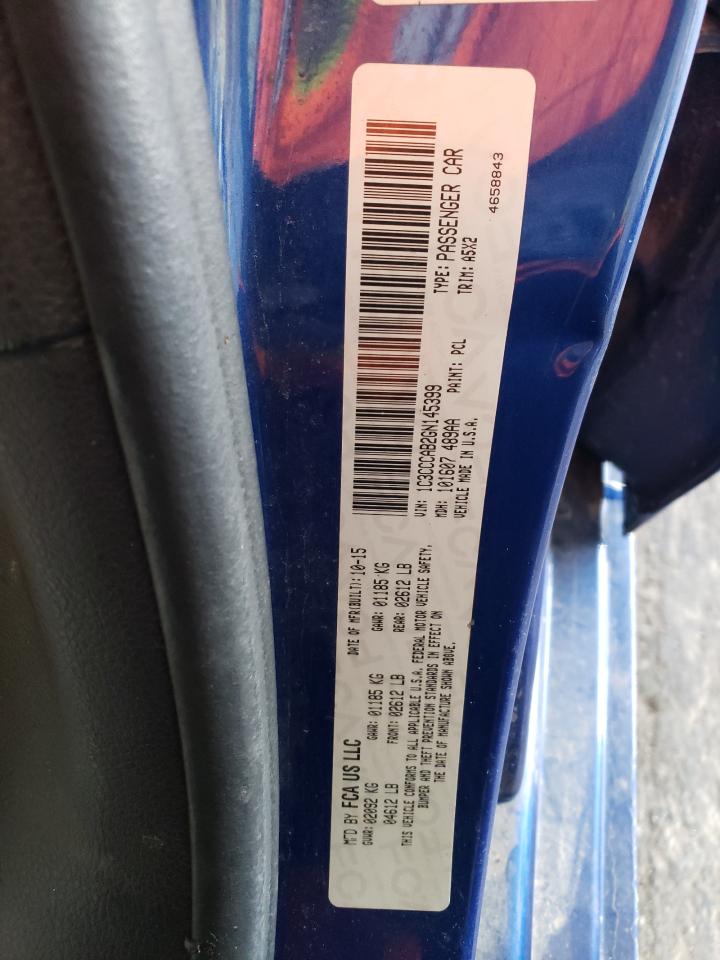 MFD BY FCA US LLC
DATE OF MFR(BUILT): 10-15
GVWR: 02092 KG
GAWR: 01185 KG
GAWR: 01185 KG
04612 LB
FRONT: 02612 LB
REAR: 02612 LB
THIS VEHICLE CONFORMS TO ALL APPLICABLE U.S.A. FEDERAL MOTOR VEHICLE SAFETY,
BUMPER AND THEFT PREVENTION STANDARDS IN EFFECT ON
THE DATE OF MANUFACTURE SHOWN ABOVE.
VIN: 1C3CCCAB2GN145399
TYPE: PASSENGER CAR
MDH: 101607 489AA
VEHICLE MADE IN U.S.A.
PAINT: PCL
TRIM: A5X2
4658843